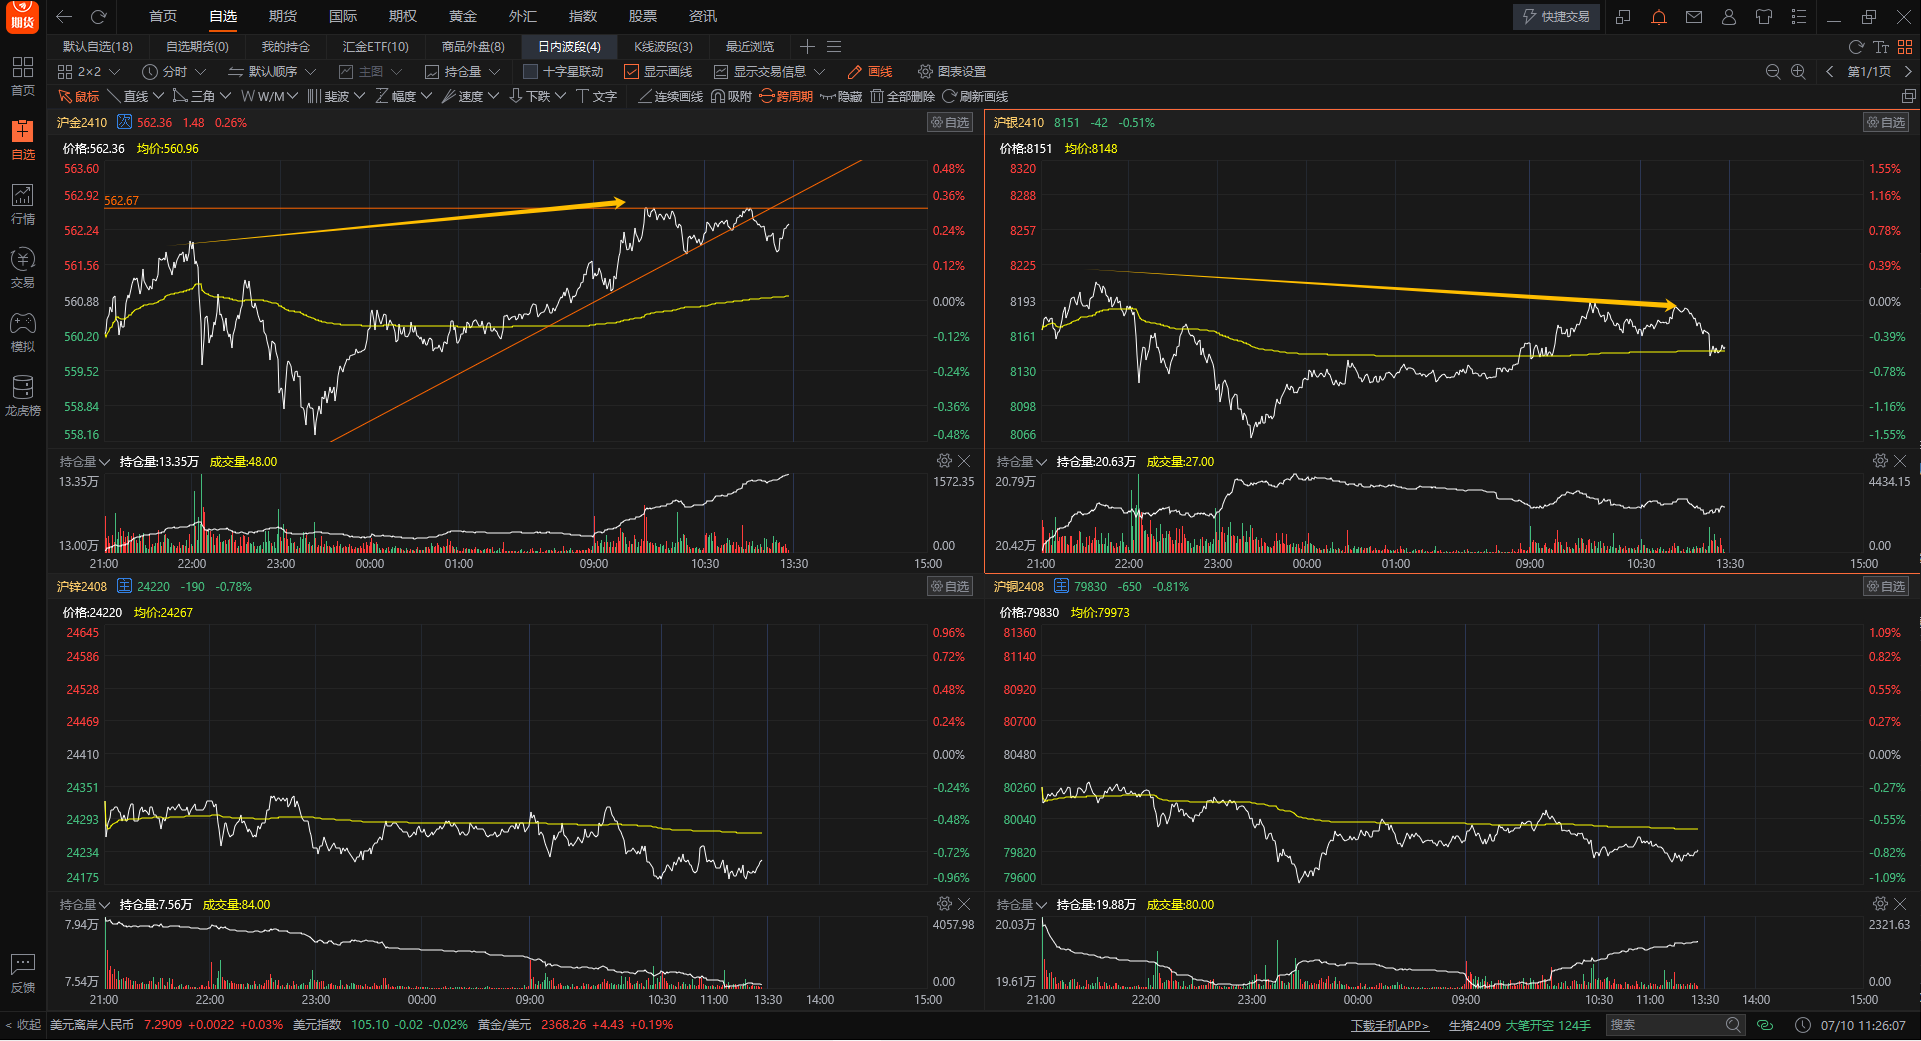 期货
首页 自选 期货 国际 期权 黄金 外汇 指数 股票 资讯 快捷交易
默认自选(18) 自选期货(0) 我的持仓 汇金ETF(10) 商品外盘(8) 日内波段(4) K线波段(3) 最近浏览
2×2 分时 默认顺序 主图 持仓量 十字星联动 显示画线 显示交易信息 画线 图表设置 第1/1页
鼠标 直线 三角 W/M 斐波 幅度 速度 下跌 文字 连续画线 吸附 跨周期 隐藏 全部删除 刷新画线
首页
自选
行情
交易
模拟
龙虎榜
反馈
< 收起
沪金2410 次 562.36 1.48 0.26% 自选
价格:562.36 均价:560.96
563.60 0.48%
562.92 0.36%
562.67
562.24 0.24%
561.56 0.12%
560.88 0.00%
560.20 -0.12%
559.52 -0.24%
558.84 -0.36%
558.16 -0.48%
持仓量 持仓量:13.35万 成交量:48.00
13.35万 1572.35
13.00万 0.00
21:00 22:00 23:00 00:00 01:00 09:00 10:30 13:30 15:00
沪银2410 8151 -42 -0.51% 自选
价格:8151 均价:8148
8320 1.55%
8288 1.16%
8257 0.78%
8225 0.39%
8193 0.00%
8161 -0.39%
8130 -0.78%
8098 -1.16%
8066 -1.55%
持仓量 持仓量:20.63万 成交量:27.00
20.79万 4434.15
20.42万 0.00
21:00 22:00 23:00 00:00 01:00 09:00 10:30 13:30 15:00
沪锌2408 主 24220 -190 -0.78% 自选
价格:24220 均价:24267
24645 0.96%
24586 0.72%
24528 0.48%
24469 0.24%
24410 0.00%
24351 -0.24%
24293 -0.48%
24234 -0.72%
24175 -0.96%
持仓量 持仓量:7.56万 成交量:84.00
7.94万 4057.98
7.54万 0.00
21:00 22:00 23:00 00:00 09:00 10:30 11:00 13:30 14:00 15:00
沪铜2408 主 79830 -650 -0.81% 自选
价格:79830 均价:79973
81360 1.09%
81140 0.82%
80920 0.55%
80700 0.27%
80480 0.00%
80260 -0.27%
80040 -0.55%
79820 -0.82%
79600 -1.09%
持仓量 持仓量:19.88万 成交量:80.00
20.03万 2321.63
19.61万 0.00
21:00 22:00 23:00 00:00 09:00 10:30 11:00 13:30 14:00 15:00
美元离岸人民币 7.2909 +0.0022 +0.03% 美元指数 105.10 -0.02 -0.02% 黄金/美元 2368.26 +4.43 +0.19% 下载手机APP> 生猪2409 大笔开空 124手 搜索 07/10 11:26:07